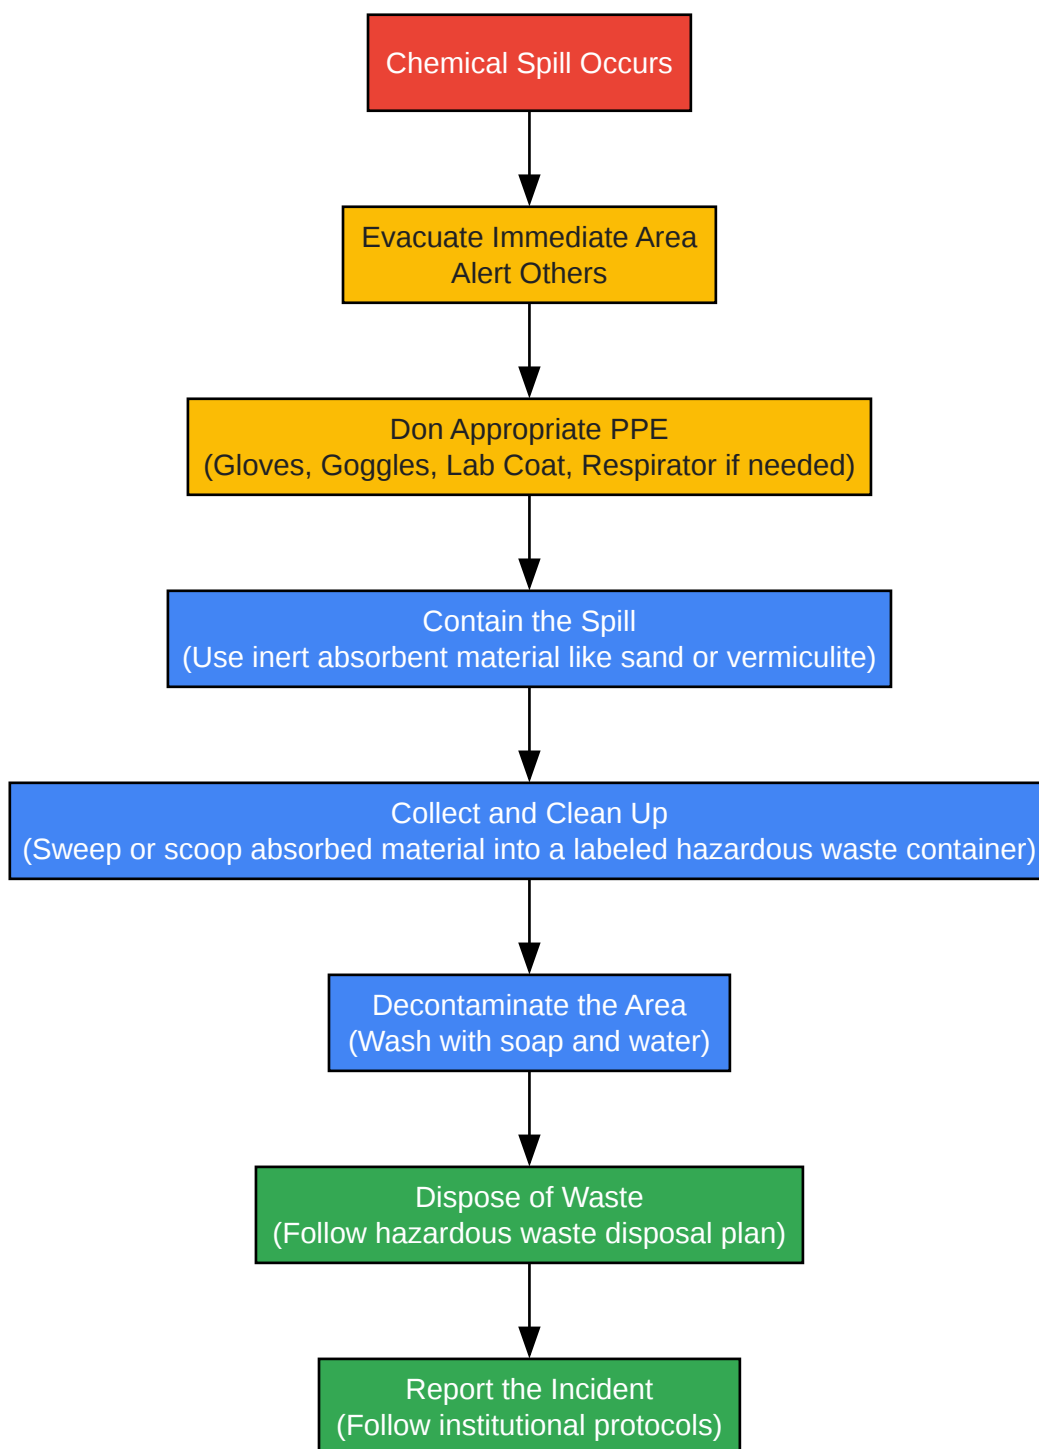 Chemical Spill Occurs
Evacuate Immediate Area
Alert Others
Don Appropriate PPE
(Gloves, Goggles, Lab Coat, Respirator if needed)
Contain the Spill
(Use inert absorbent material like sand or vermiculite)
Collect and Clean Up
(Sweep or scoop absorbed material into a labeled hazardous waste container)
Decontaminate the Area
(Wash with soap and water)
Dispose of Waste
(Follow hazardous waste disposal plan)
Report the Incident
(Follow institutional protocols)